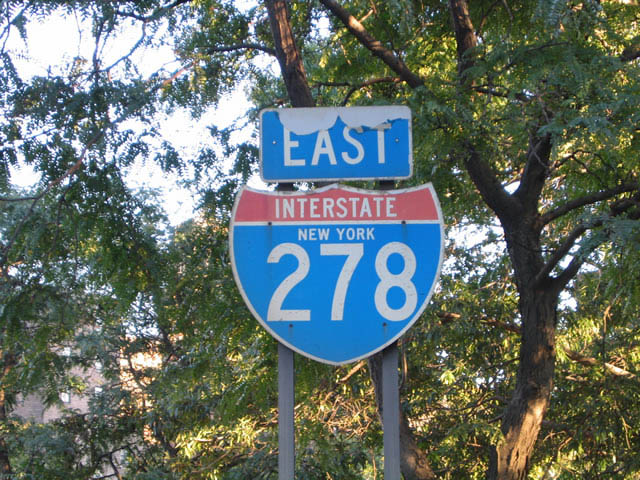 EAST
INTERSTATE
NEW YORK
278